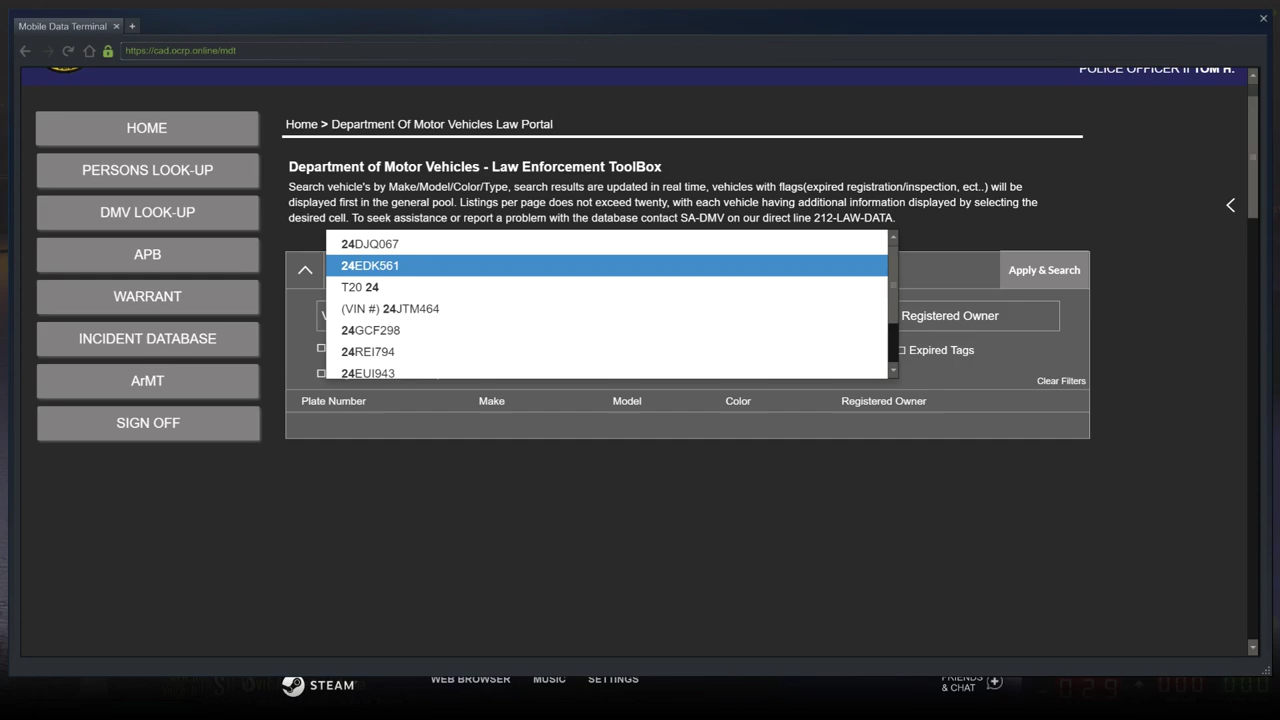 Mobile Data Terminal
https://cad.ocrp.online/mdt
POLICE OFFICER II TOM H.
HOME
PERSONS LOOK-UP
DMV LOOK-UP
APB
WARRANT
INCIDENT DATABASE
ArMT
SIGN OFF
Home > Department Of Motor Vehicles Law Portal
Department of Motor Vehicles - Law Enforcement ToolBox
Search vehicle's by Make/Model/Color/Type, search results are updated in real time, vehicles with flags(expired registration/inspection, ect..) will be
displayed first in the general pool. Listings per page does not exceed twenty, with each vehicle having additional information displayed by selecting the
desired cell. To seek assistance or report a problem with the database contact SA-DMV on our direct line 212-LAW-DATA.
24DJQ067
24EDK561
T20 24
(VIN #) 24JTM464
24GCF298
24REI794
24EUI943
Apply & Search
Registered Owner
Expired Tags
Clear Filters
Plate Number Make Model Color Registered Owner
STEAM
WEB BROWSER MUSIC SETTINGS
FRIENDS
& CHAT